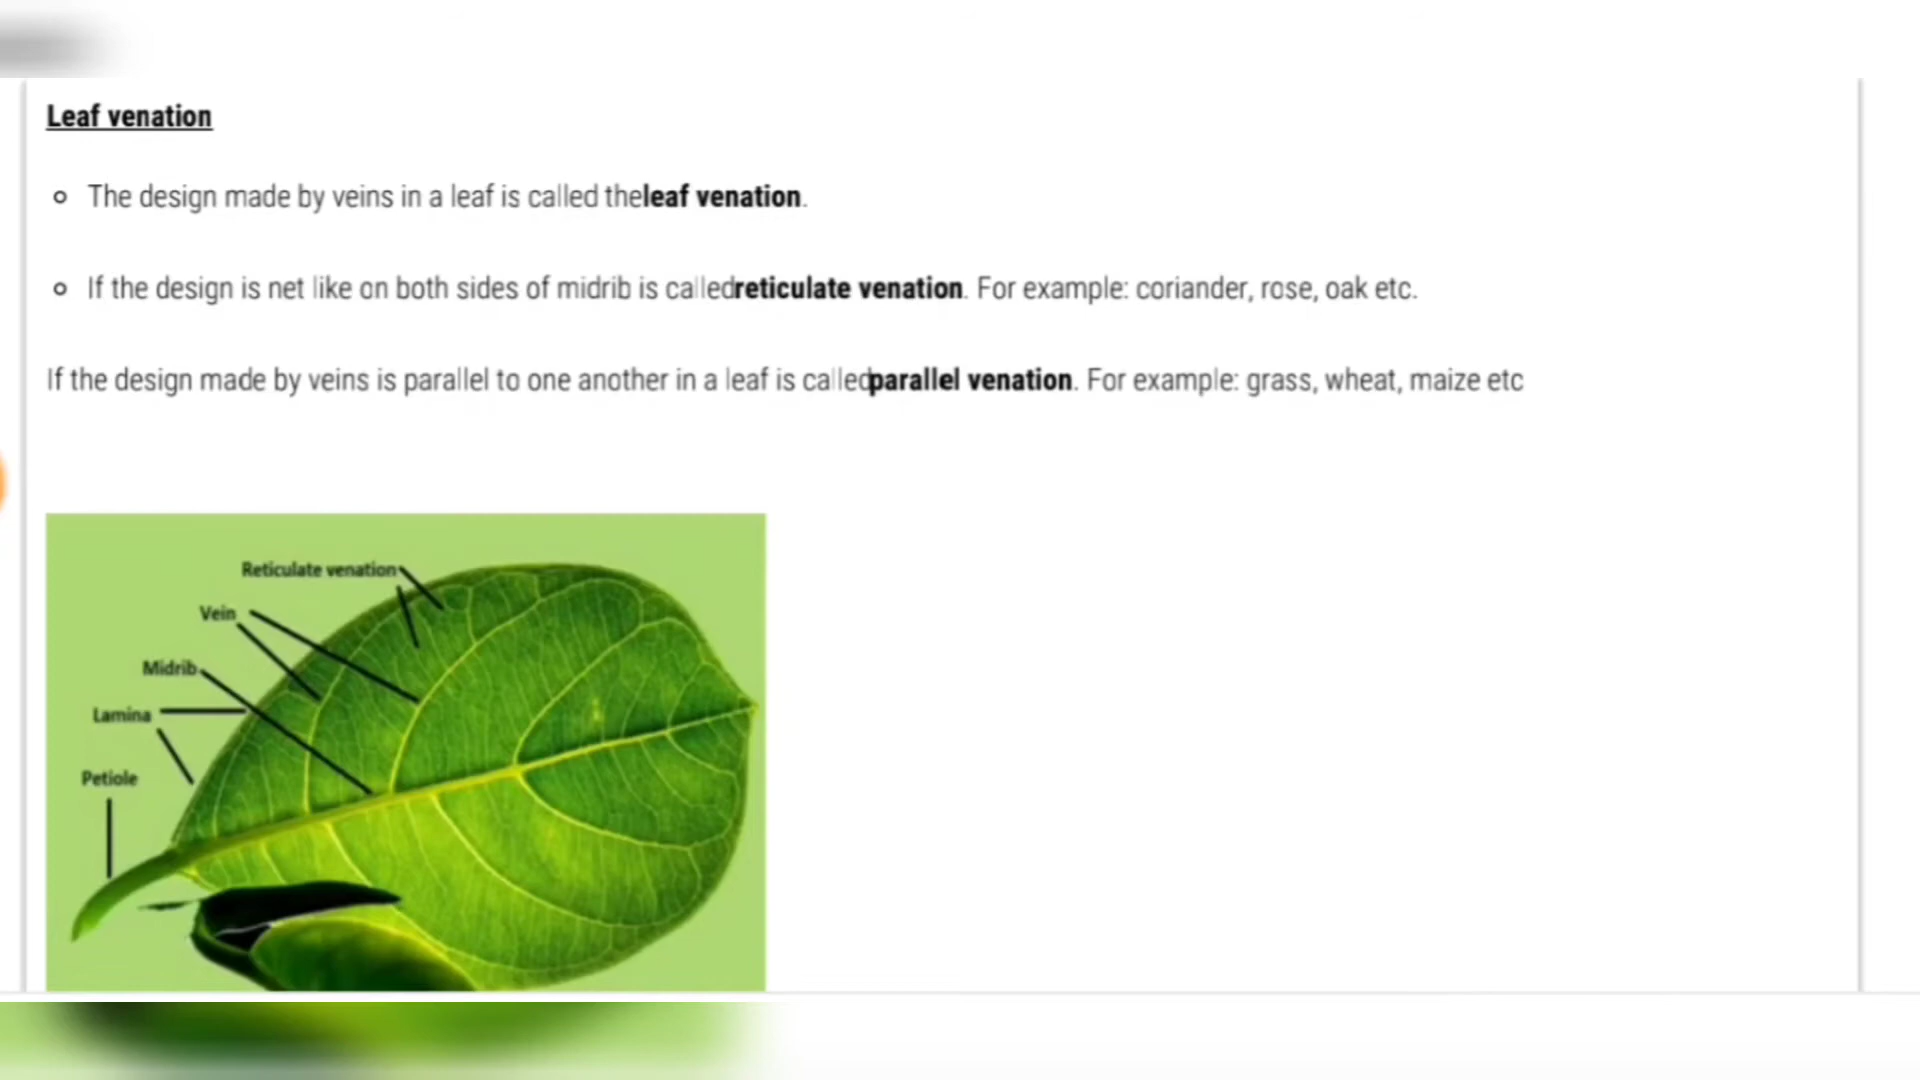 Leaf venation
The design made by veins in a leaf is called theleaf venation.
If the design is net like on both sides of midrib is calledreticulate venation. For example: coriander, rose, oak etc.
If the design made by veins is parallel to one another in a leaf is calledparallel venation. For example: grass, wheat, maize etc
Reticulate venation
Vein
Midrib
Lamina
Petiole